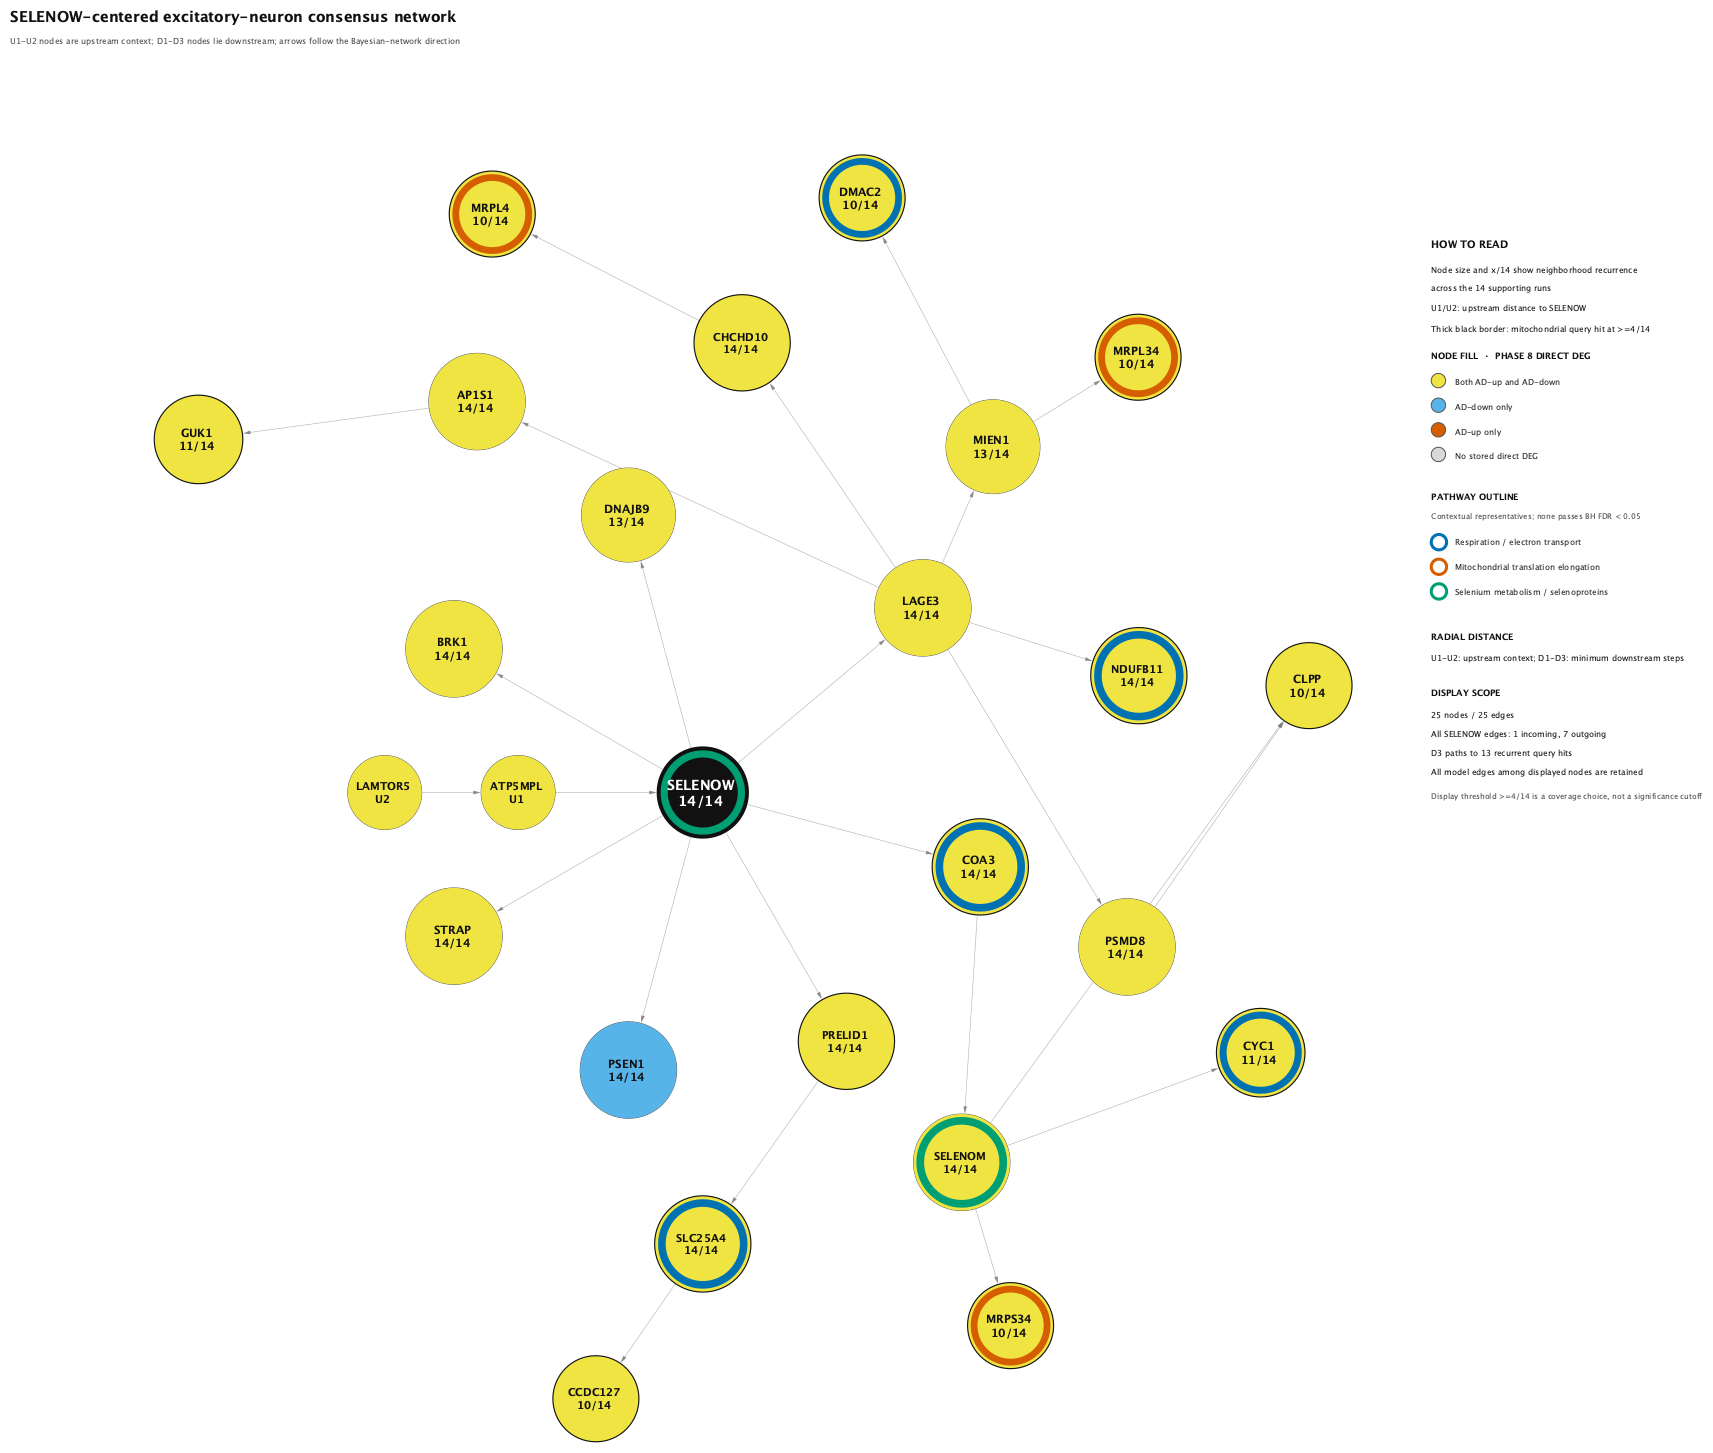 SELENOW-centered excitatory-neuron consensus network
U1-U2 nodes are upstream context; D1-D3 nodes lie downstream; arrows follow the Bayesian-network direction
DMAC2
10/14
MRPL4
10/14
CHCHD10
14/14
MRPL34
10/14
AP1S1
14/14
GUK1
11/14
MIEN1
13/14
DNAJB9
13/14
LAGE3
14/14
BRK1
14/14
NDUFB11
14/14
CLPP
10/14
LAMTOR5
U2
ATP5MPL
U1
SELENOW
14/14
COA3
14/14
STRAP
14/14
PSMD8
14/14
PRELID1
14/14
CYC1
11/14
PSEN1
14/14
SELENOM
14/14
SLC25A4
14/14
MRPS34
10/14
CCDC127
10/14
HOW TO READ
Node size and x/14 show neighborhood recurrence
across the 14 supporting runs
U1/U2: upstream distance to SELENOW
Thick black border: mitochondrial query hit at >=4/14
NODE FILL · PHASE 8 DIRECT DEG
Both AD-up and AD-down
AD-down only
AD-up only
No stored direct DEG
PATHWAY OUTLINE
Contextual representatives; none passes BH FDR < 0.05
Respiration / electron transport
Mitochondrial translation elongation
Selenium metabolism / selenoproteins
RADIAL DISTANCE
U1-U2: upstream context; D1-D3: minimum downstream steps
DISPLAY SCOPE
25 nodes / 25 edges
All SELENOW edges: 1 incoming, 7 outgoing
D3 paths to 13 recurrent query hits
All model edges among displayed nodes are retained
Display threshold >=4/14 is a coverage choice, not a significance cutoff